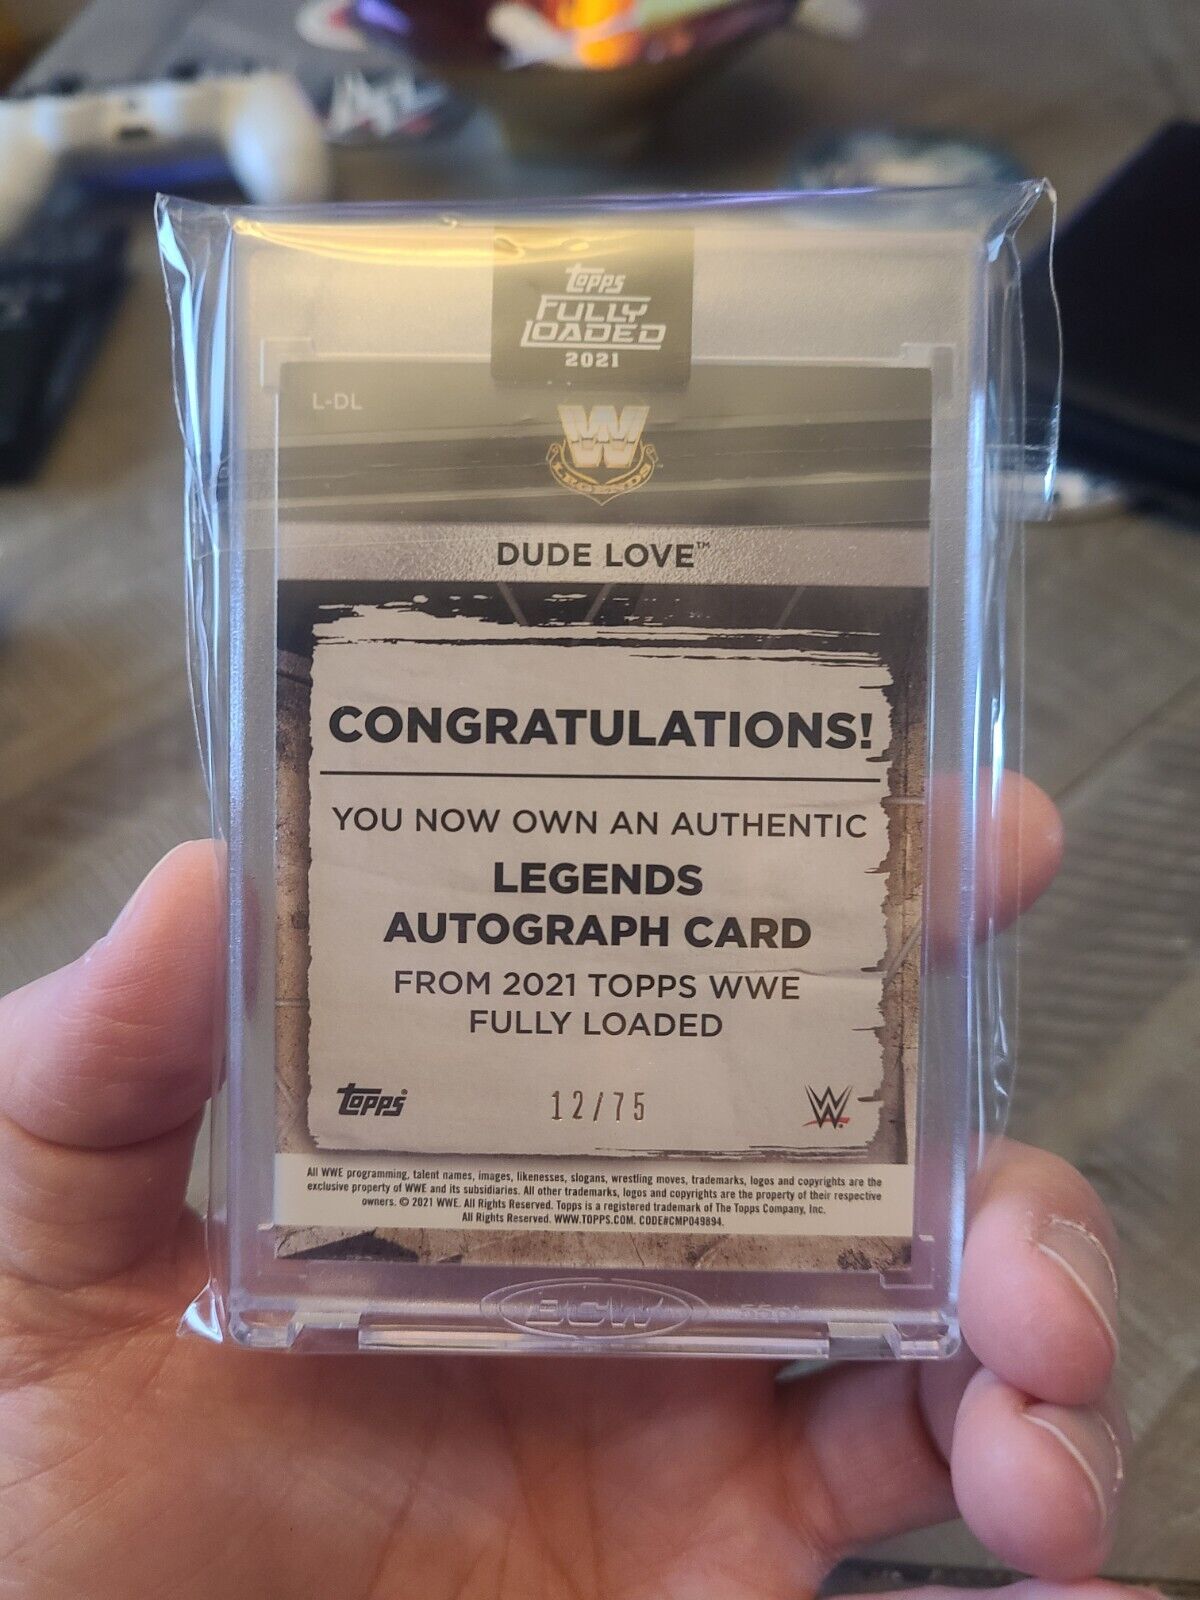 topps
FULLY
LOADED
2021
L-DL
W
LEGENDS
DUDE LOVE™
CONGRATULATIONS!
YOU NOW OWN AN AUTHENTIC
LEGENDS
AUTOGRAPH CARD
FROM 2021 TOPPS WWE
FULLY LOADED
topps®
12/75
W
All WWE programming, talent names, images, likenesses, slogans, wrestling moves, trademarks, logos and copyrights are the
exclusive property of WWE and its subsidiaries. All other trademarks, logos and copyrights are the property of their respective
owners. © 2021 WWE. All Rights Reserved. Topps is a registered trademark of The Topps Company, Inc.
All Rights Reserved. WWW.TOPPS.COM. CODE#CMP049894.
BCW
55pt